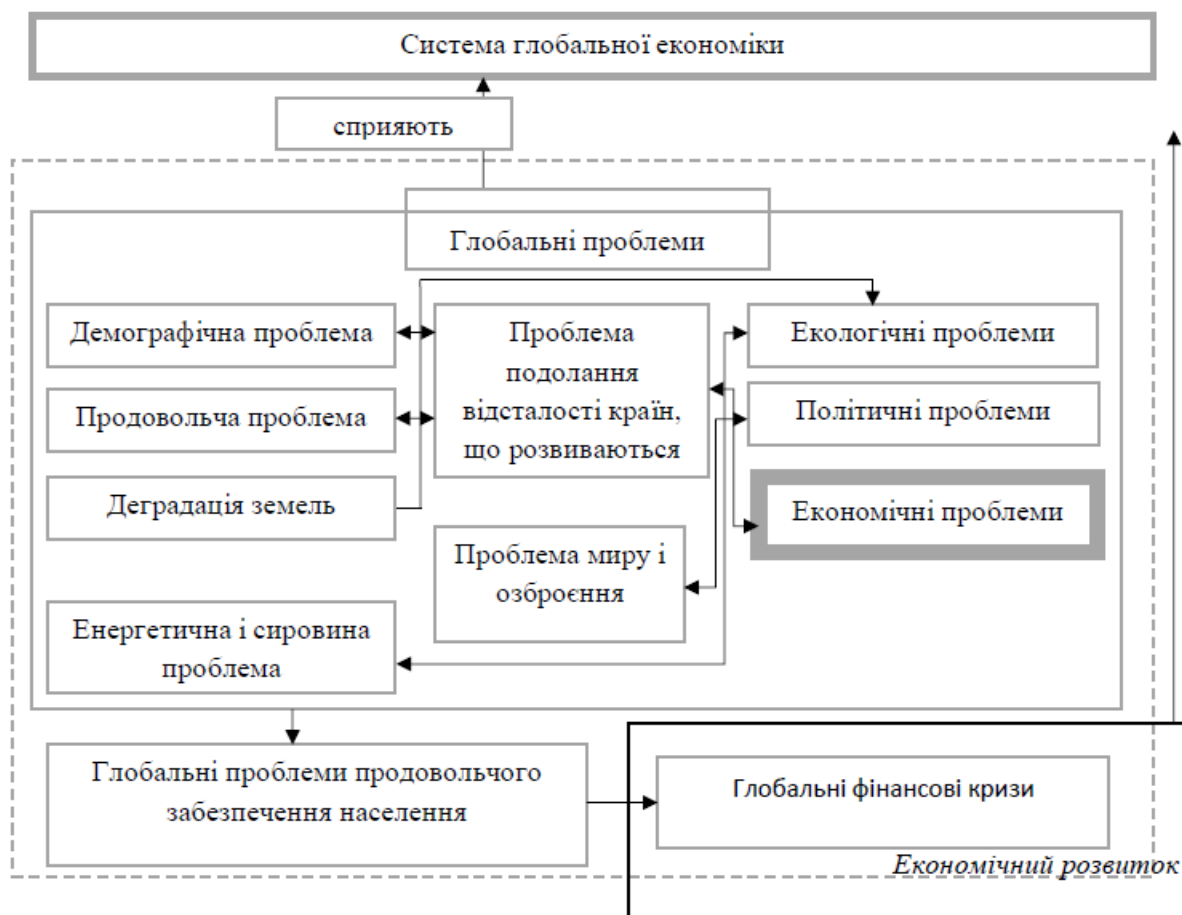 Система глобальної економіки
сприяють
Глобальні проблеми
Демографічна проблема
Проблема
подолання
відсталості країн,
що розвиваються
Екологічні проблеми
Продовольча проблема
Політичні проблеми
Деградація земель
Економічні проблеми
Проблема миру і
озброєння
Енергетична і сировина
проблема
Глобальні проблеми продовольчого
забезпечення населення
Глобальні фінансові кризи
Економічний розвиток